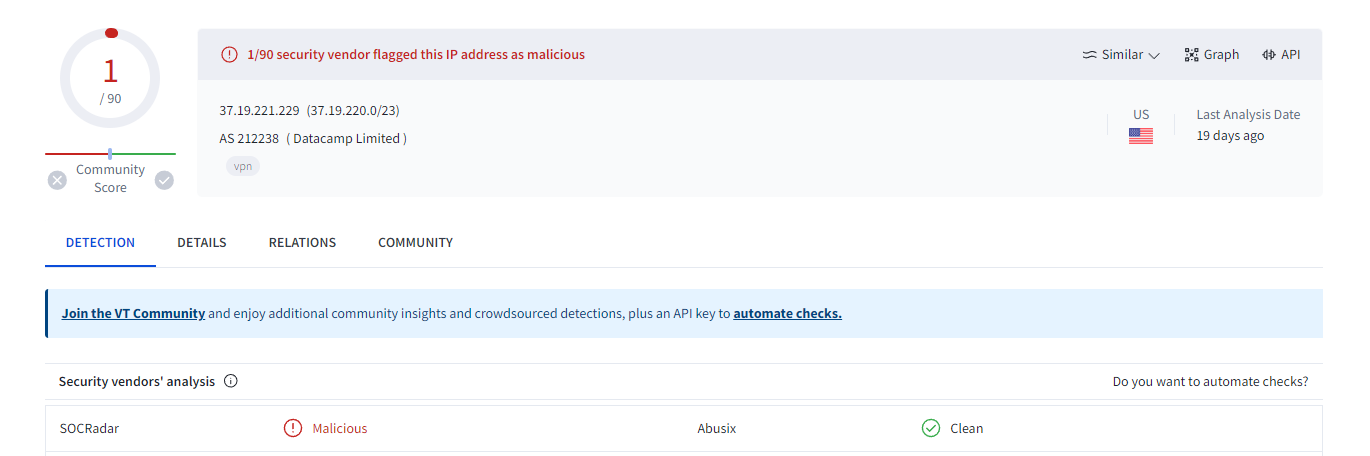 1
/ 90
Community
Score
1/90 security vendor flagged this IP address as malicious
Similar
Graph
API
37.19.221.229 (37.19.220.0/23)
AS 212238 ( Datacamp Limited )
vpn
US
Last Analysis Date
19 days ago
DETECTION DETAILS RELATIONS COMMUNITY
Join the VT Community and enjoy additional community insights and crowdsourced detections, plus an API key to automate checks.
Security vendors' analysis
Do you want to automate checks?
SOCRadar Malicious Abusix Clean